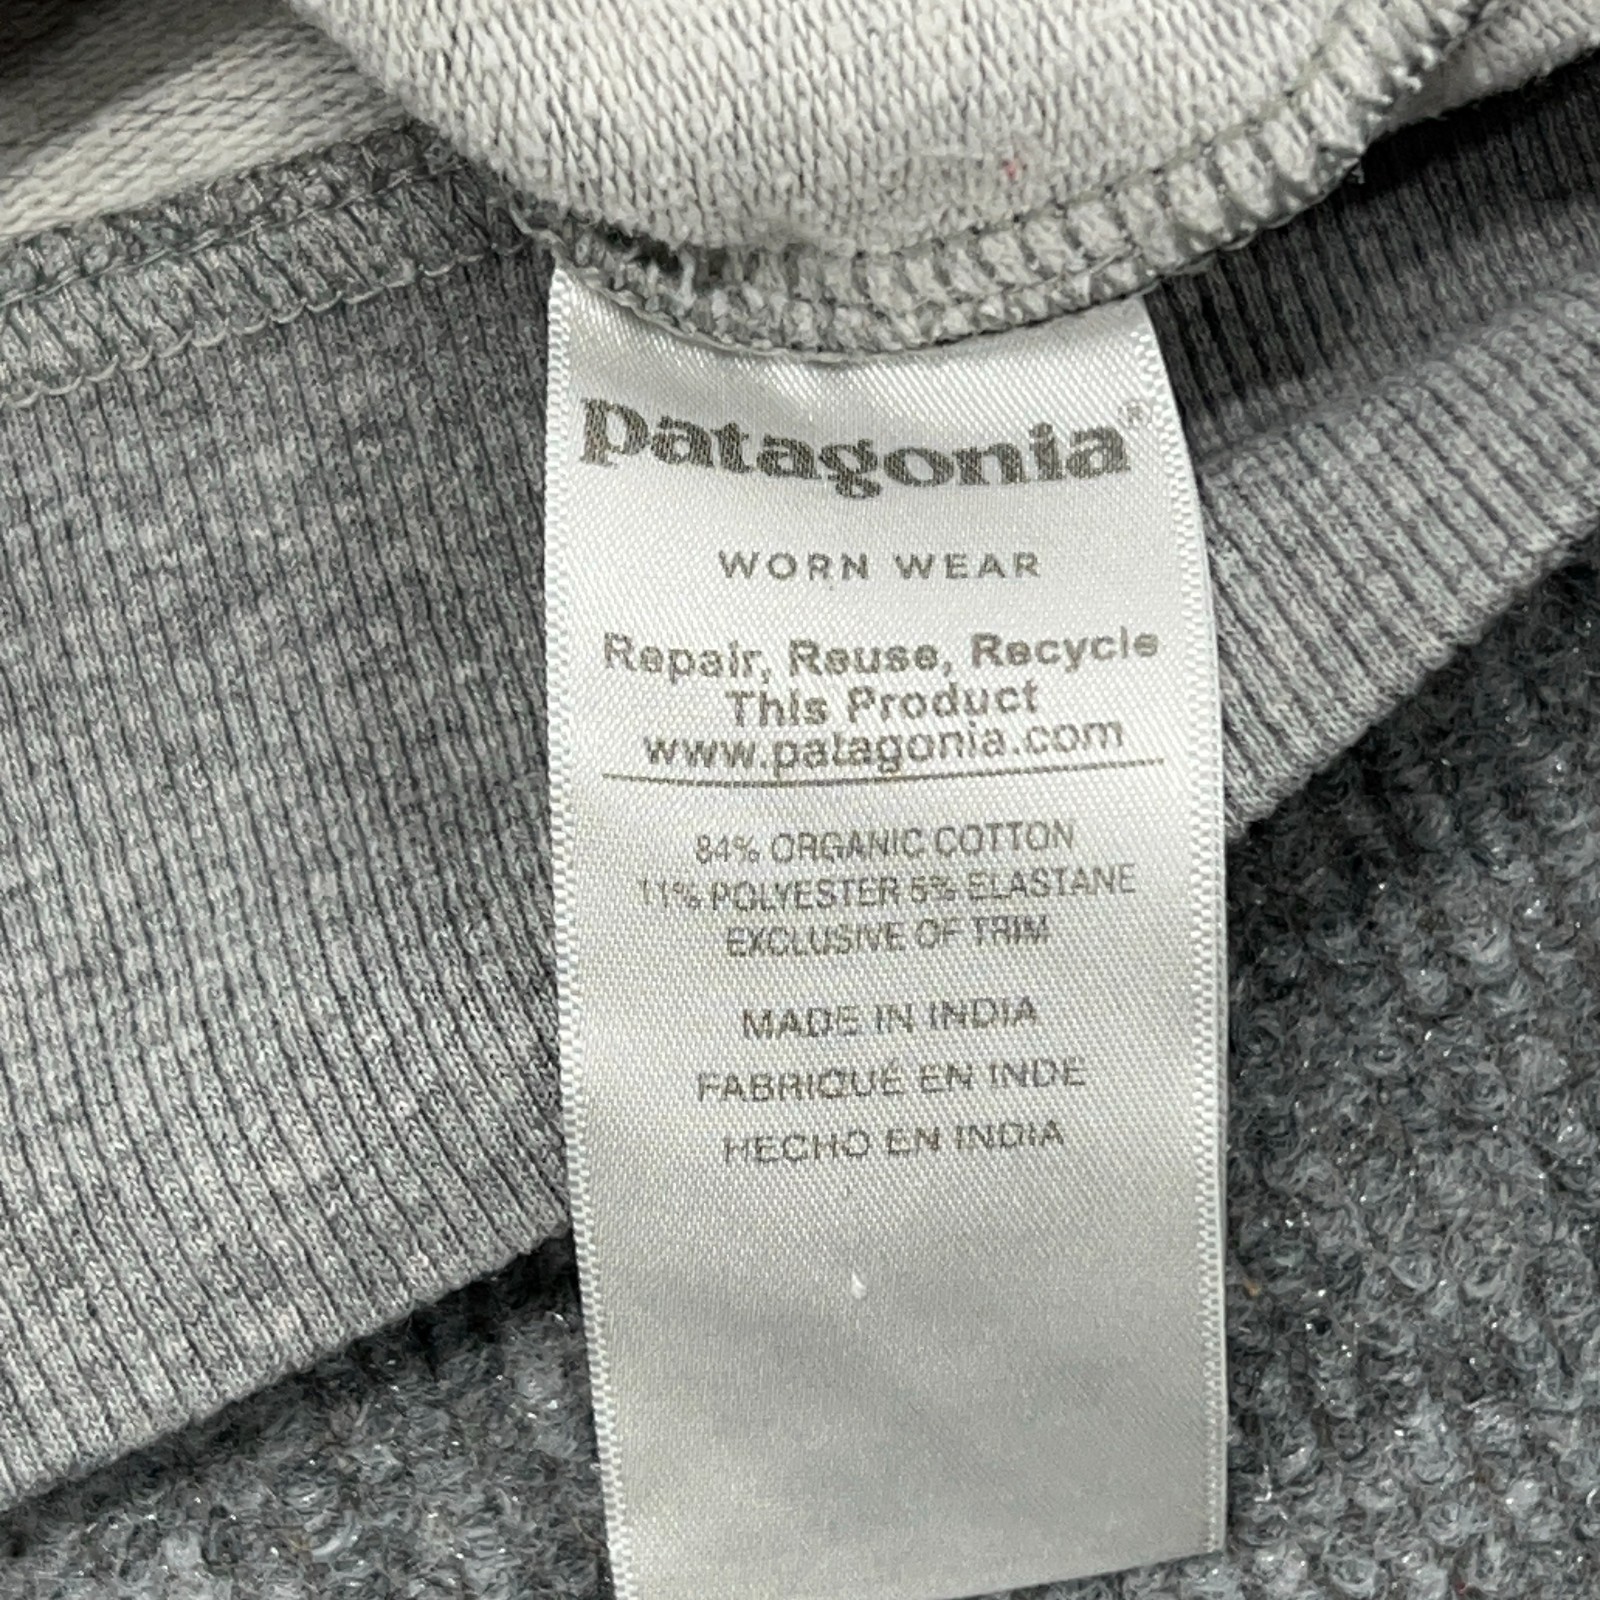 patagonia®
WORN WEAR
Repair, Reuse, Recycle
This Product
www.patagonia.com
84% ORGANIC COTTON
11% POLYESTER 5% ELASTANE
EXCLUSIVE OF TRIM
MADE IN INDIA
FABRIQUÉ EN INDE
HECHO EN INDIA